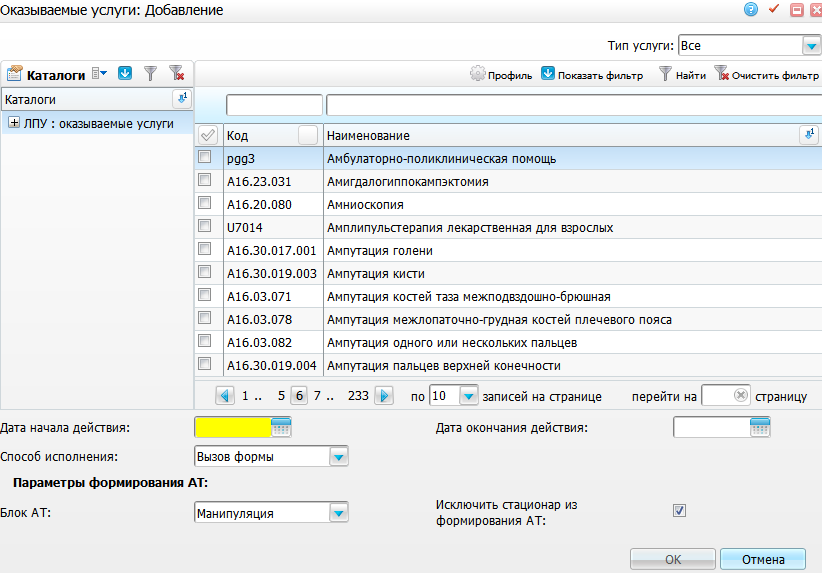 Оказываемые услуги: Добавление
Тип услуги: Все
Каталоги
Профиль Показать фильтр Найти Очистить фильтр
Каталоги
ЛПУ : оказываемые услуги
Код Наименование
pgg3 Амбулаторно-поликлиническая помощь
A16.23.031 Амигдалогиппокампэктомия
A16.20.080 Амниоскопия
U7014 Амплипульстерапия лекарственная для взрослых
A16.30.017.001 Ампутация голени
A16.30.019.003 Ампутация кисти
A16.03.071 Ампутация костей таза межподвздошно-брюшная
A16.03.078 Ампутация межлопаточно-грудная костей плечевого пояса
A16.03.082 Ампутация одного или нескольких пальцев
A16.30.019.004 Ампутация пальцев верхней конечности
1 .. 5 6 7 .. 233 по 10 записей на странице перейти на страницу
Дата начала действия: Дата окончания действия:
Способ исполнения: Вызов формы
Параметры формирования АТ:
Блок АТ: Манипуляция
Исключить стационар из
формирования АТ:
OK Отмена